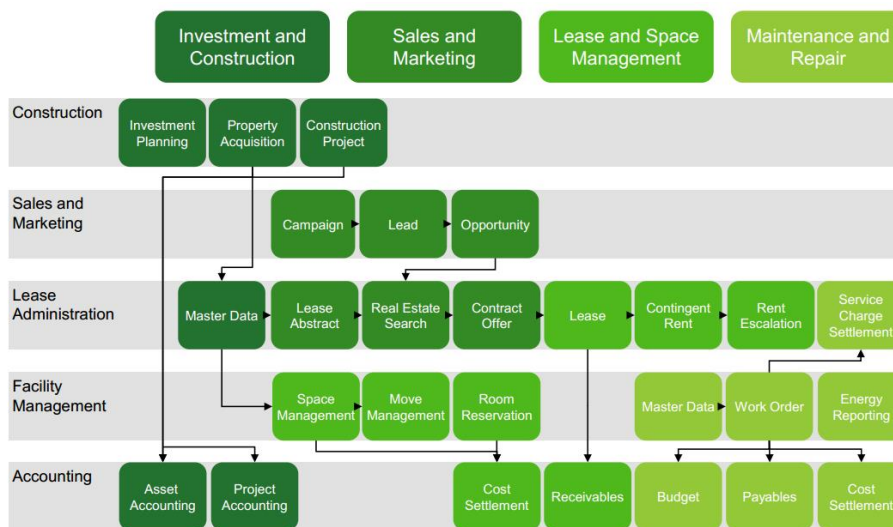 Investment and
Construction
Sales and
Marketing
Lease and Space
Management
Maintenance and
Repair
Construction
Investment
Planning
Property
Acquisition
Construction
Project
Sales and
Marketing
Campaign
Lead
Opportunity
Lease
Administration
Master Data
Lease
Abstract
Real Estate
Search
Contract
Offer
Lease
Contingent
Rent
Rent
Escalation
Service
Charge
Settlement
Facility
Management
Space
Management
Move
Management
Room
Reservation
Master Data
Work Order
Energy
Reporting
Accounting
Asset
Accounting
Project
Accounting
Cost
Settlement
Receivables
Budget
Payables
Cost
Settlement